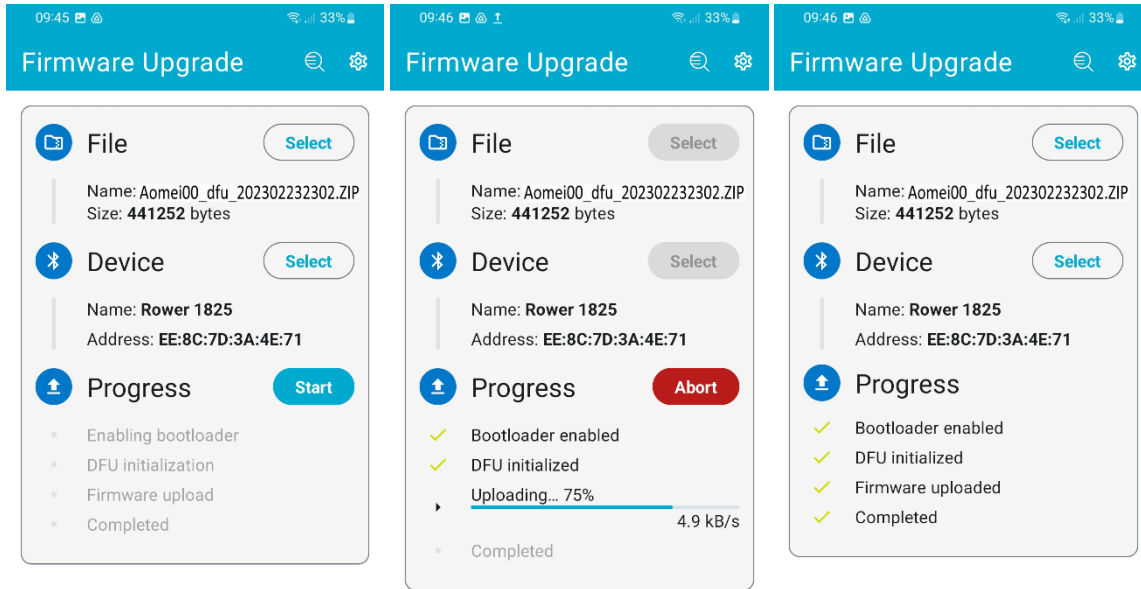 09:45 33%
Firmware Upgrade
File Select
Name: Aomei00_dfu_202302232302.ZIP
Size: 441252 bytes
Device Select
Name: Rower 1825
Address: EE:8C:7D:3A:4E:71
Progress Start
Enabling bootloader
DFU initialization
Firmware upload
Completed
09:46 33%
Firmware Upgrade
File Select
Name: Aomei00_dfu_202302232302.ZIP
Size: 441252 bytes
Device Select
Name: Rower 1825
Address: EE:8C:7D:3A:4E:71
Progress Abort
Bootloader enabled
DFU initialized
Uploading... 75%
4.9 kB/s
Completed
09:46 33%
Firmware Upgrade
File Select
Name: Aomei00_dfu_202302232302.ZIP
Size: 441252 bytes
Device Select
Name: Rower 1825
Address: EE:8C:7D:3A:4E:71
Progress
Bootloader enabled
DFU initialized
Firmware uploaded
Completed